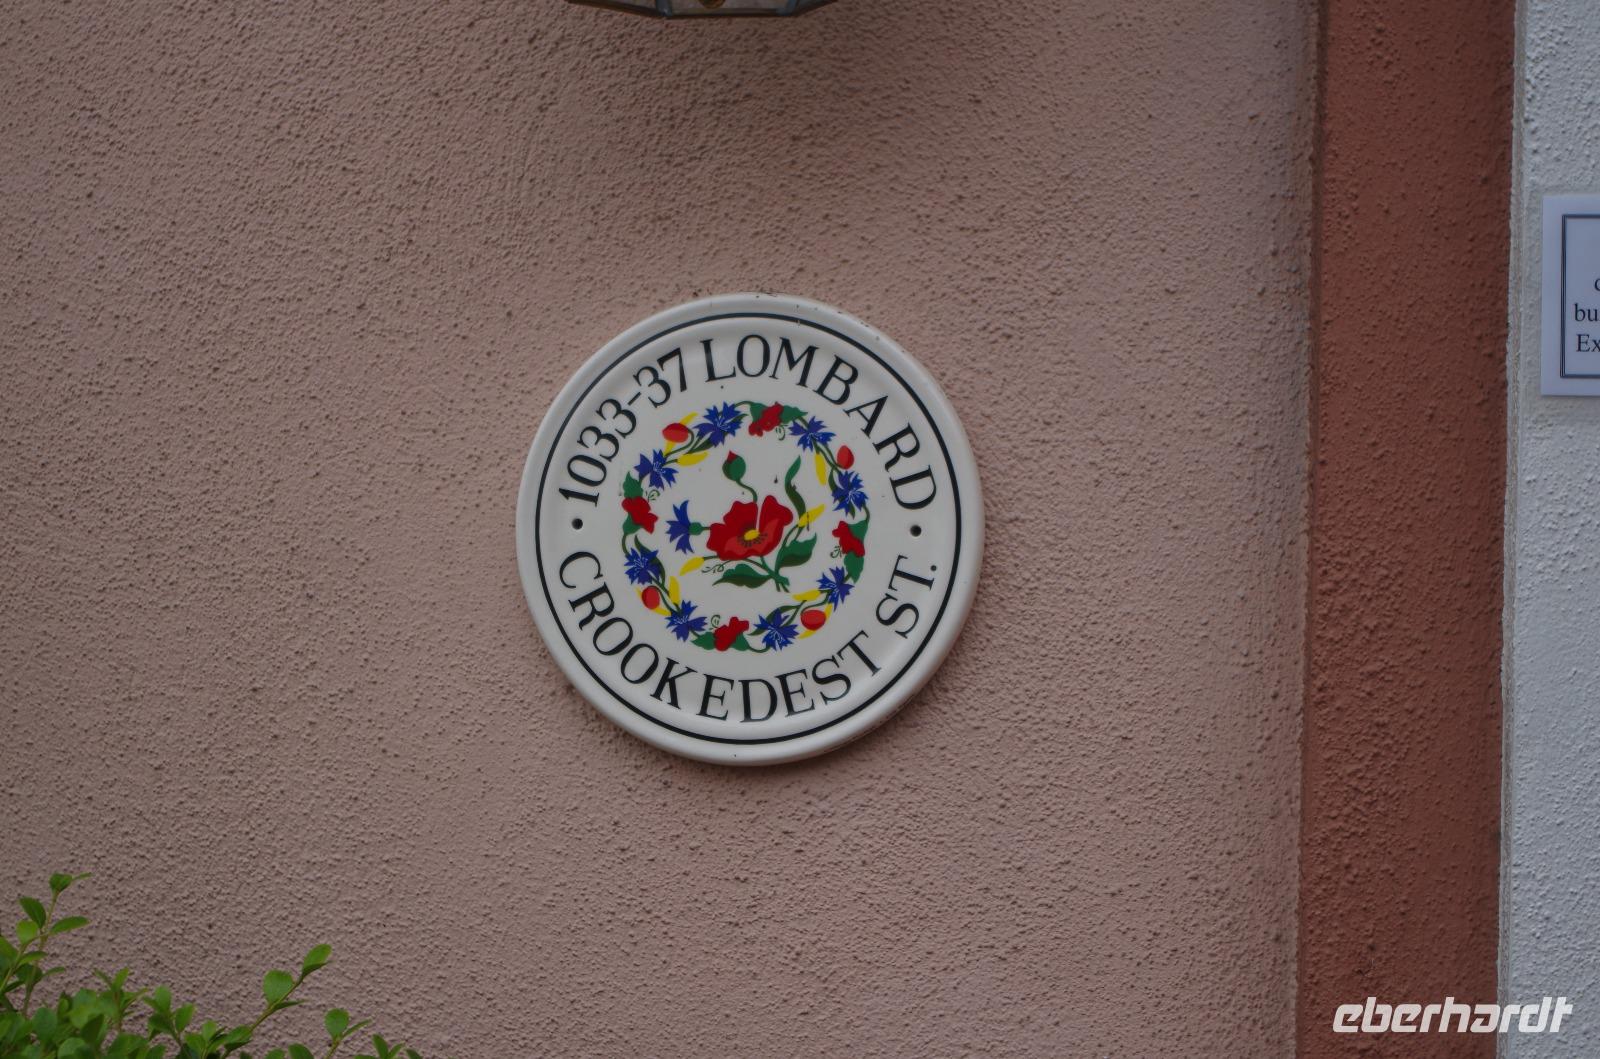 1033-37 LOMBARD
CROOKEDEST ST.
eberhardt